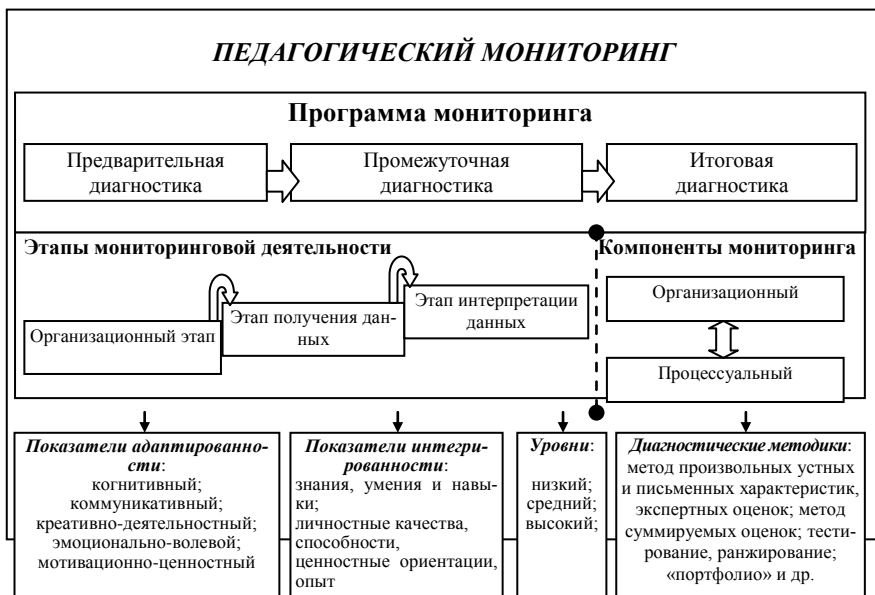 ПЕДАГОГИЧЕСКИЙ МОНИТОРИНГ
Программа мониторинга
Предварительная
диагностика
Промежуточная
диагностика
Итоговая
диагностика
Этапы мониторинговой деятельности
Организационный этап
Этап получения дан-
ных
Этап интерпретации
данных
Компоненты мониторинга
Организационный
Процессуальный
Показатели адаптированно-
сти:
когнитивный;
коммуникативный;
креативно-деятельностный;
эмоционально-волевой;
мотивационно-ценностный
Показатели интегри-
рованности:
знания, умения и навы-
ки;
личностные качества,
способности,
ценностные ориентации,
опыт
Уровни:
низкий;
средний;
высокий;
Диагностические методики:
метод произвольных устных
и письменных характеристик,
экспертных оценок; метод
суммируемых оценок; тести-
рование, ранжирование;
«портфолио» и др.